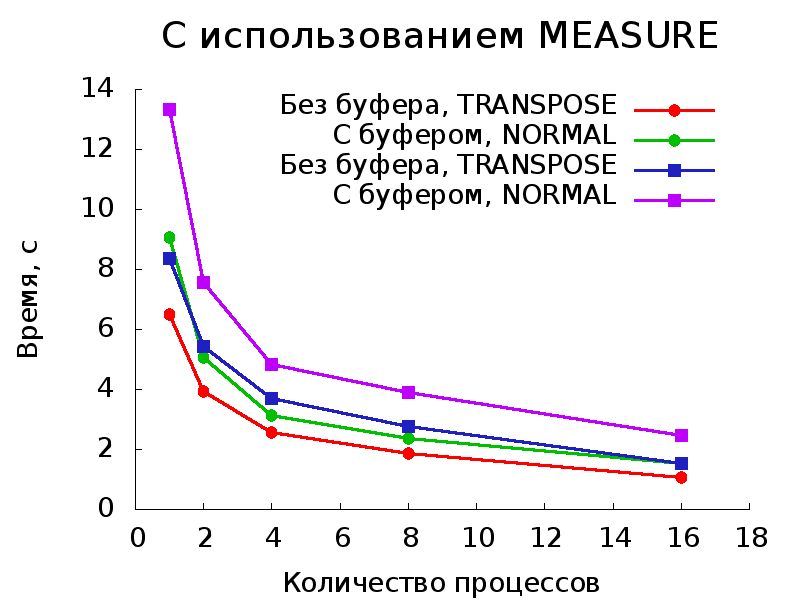 С использованием MEASURE
14
12
10
8
6
4
2
0
Время, с
Без буфера, TRANSPOSE
С буфером, NORMAL
Без буфера, TRANSPOSE
С буфером, NORMAL
0 2 4 6 8 10 12 14 16 18
Количество процессов